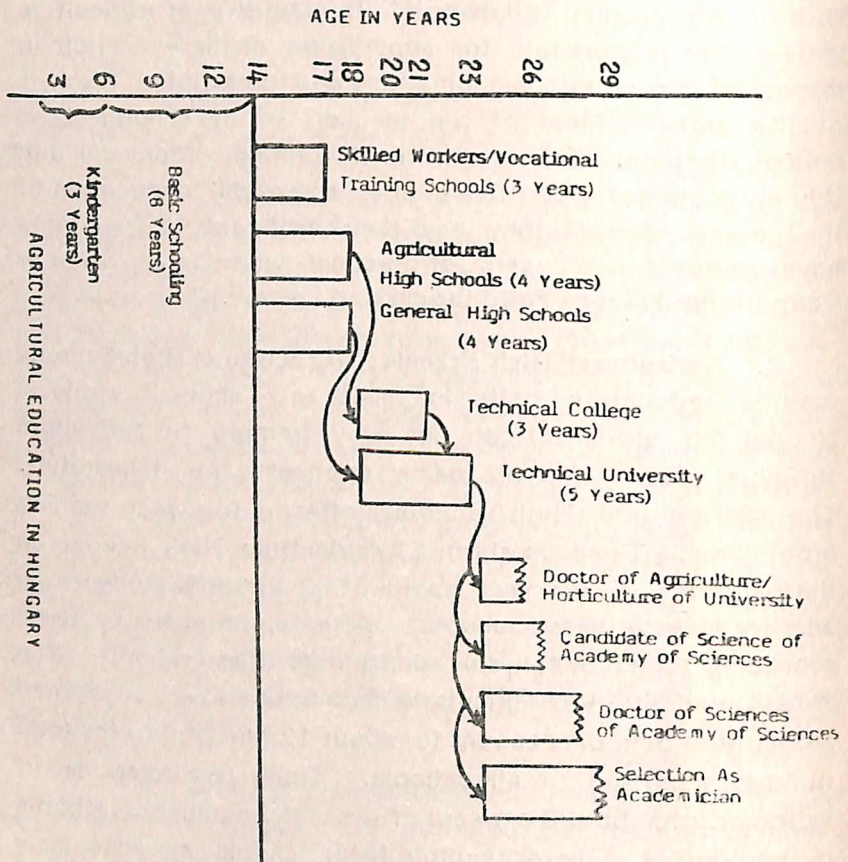 AGE IN YEARS
3
6
9
12
14
17
18
20
21
23
26
29
Skilled Workers/Vocational
Training Schools (3 Years)
Agricultural
High Schools (4 Years)
General High Schools
(4 Years)
Basic Schooling
(8 Years)
Kindergarten
(3 Years)
Technical College
(3 Years)
Technical University
(5 Years)
Doctor of Agriculture/
Horticulture of University
Candidate of Science of
Academy of Sciences
Doctor of Sciences
of Academy of Sciences
Selection As
Academician
AGRICULTURAL EDUCATION IN HUNGARY